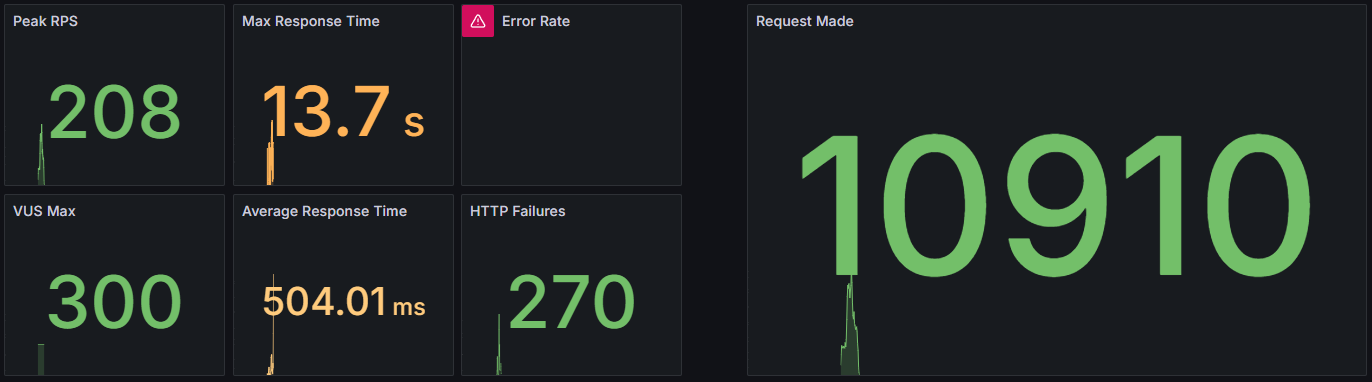 Peak RPS
208
Max Response Time
13.7 s
Error Rate
Request Made
10910
VUS Max
300
Average Response Time
504.01 ms
HTTP Failures
270